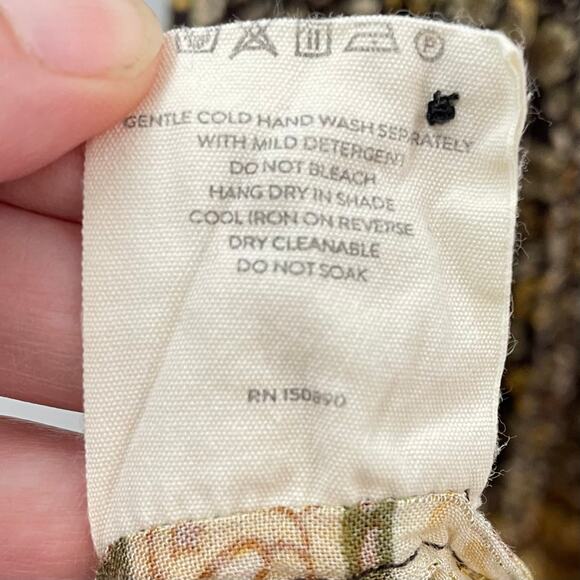 P
GENTLE COLD HAND WASH SEPRATELY
WITH MILD DETERGENT
DO NOT BLEACH
HANG DRY IN SHADE
COOL IRON ON REVERSE
DRY CLEANABLE
DO NOT SOAK
RN 150890